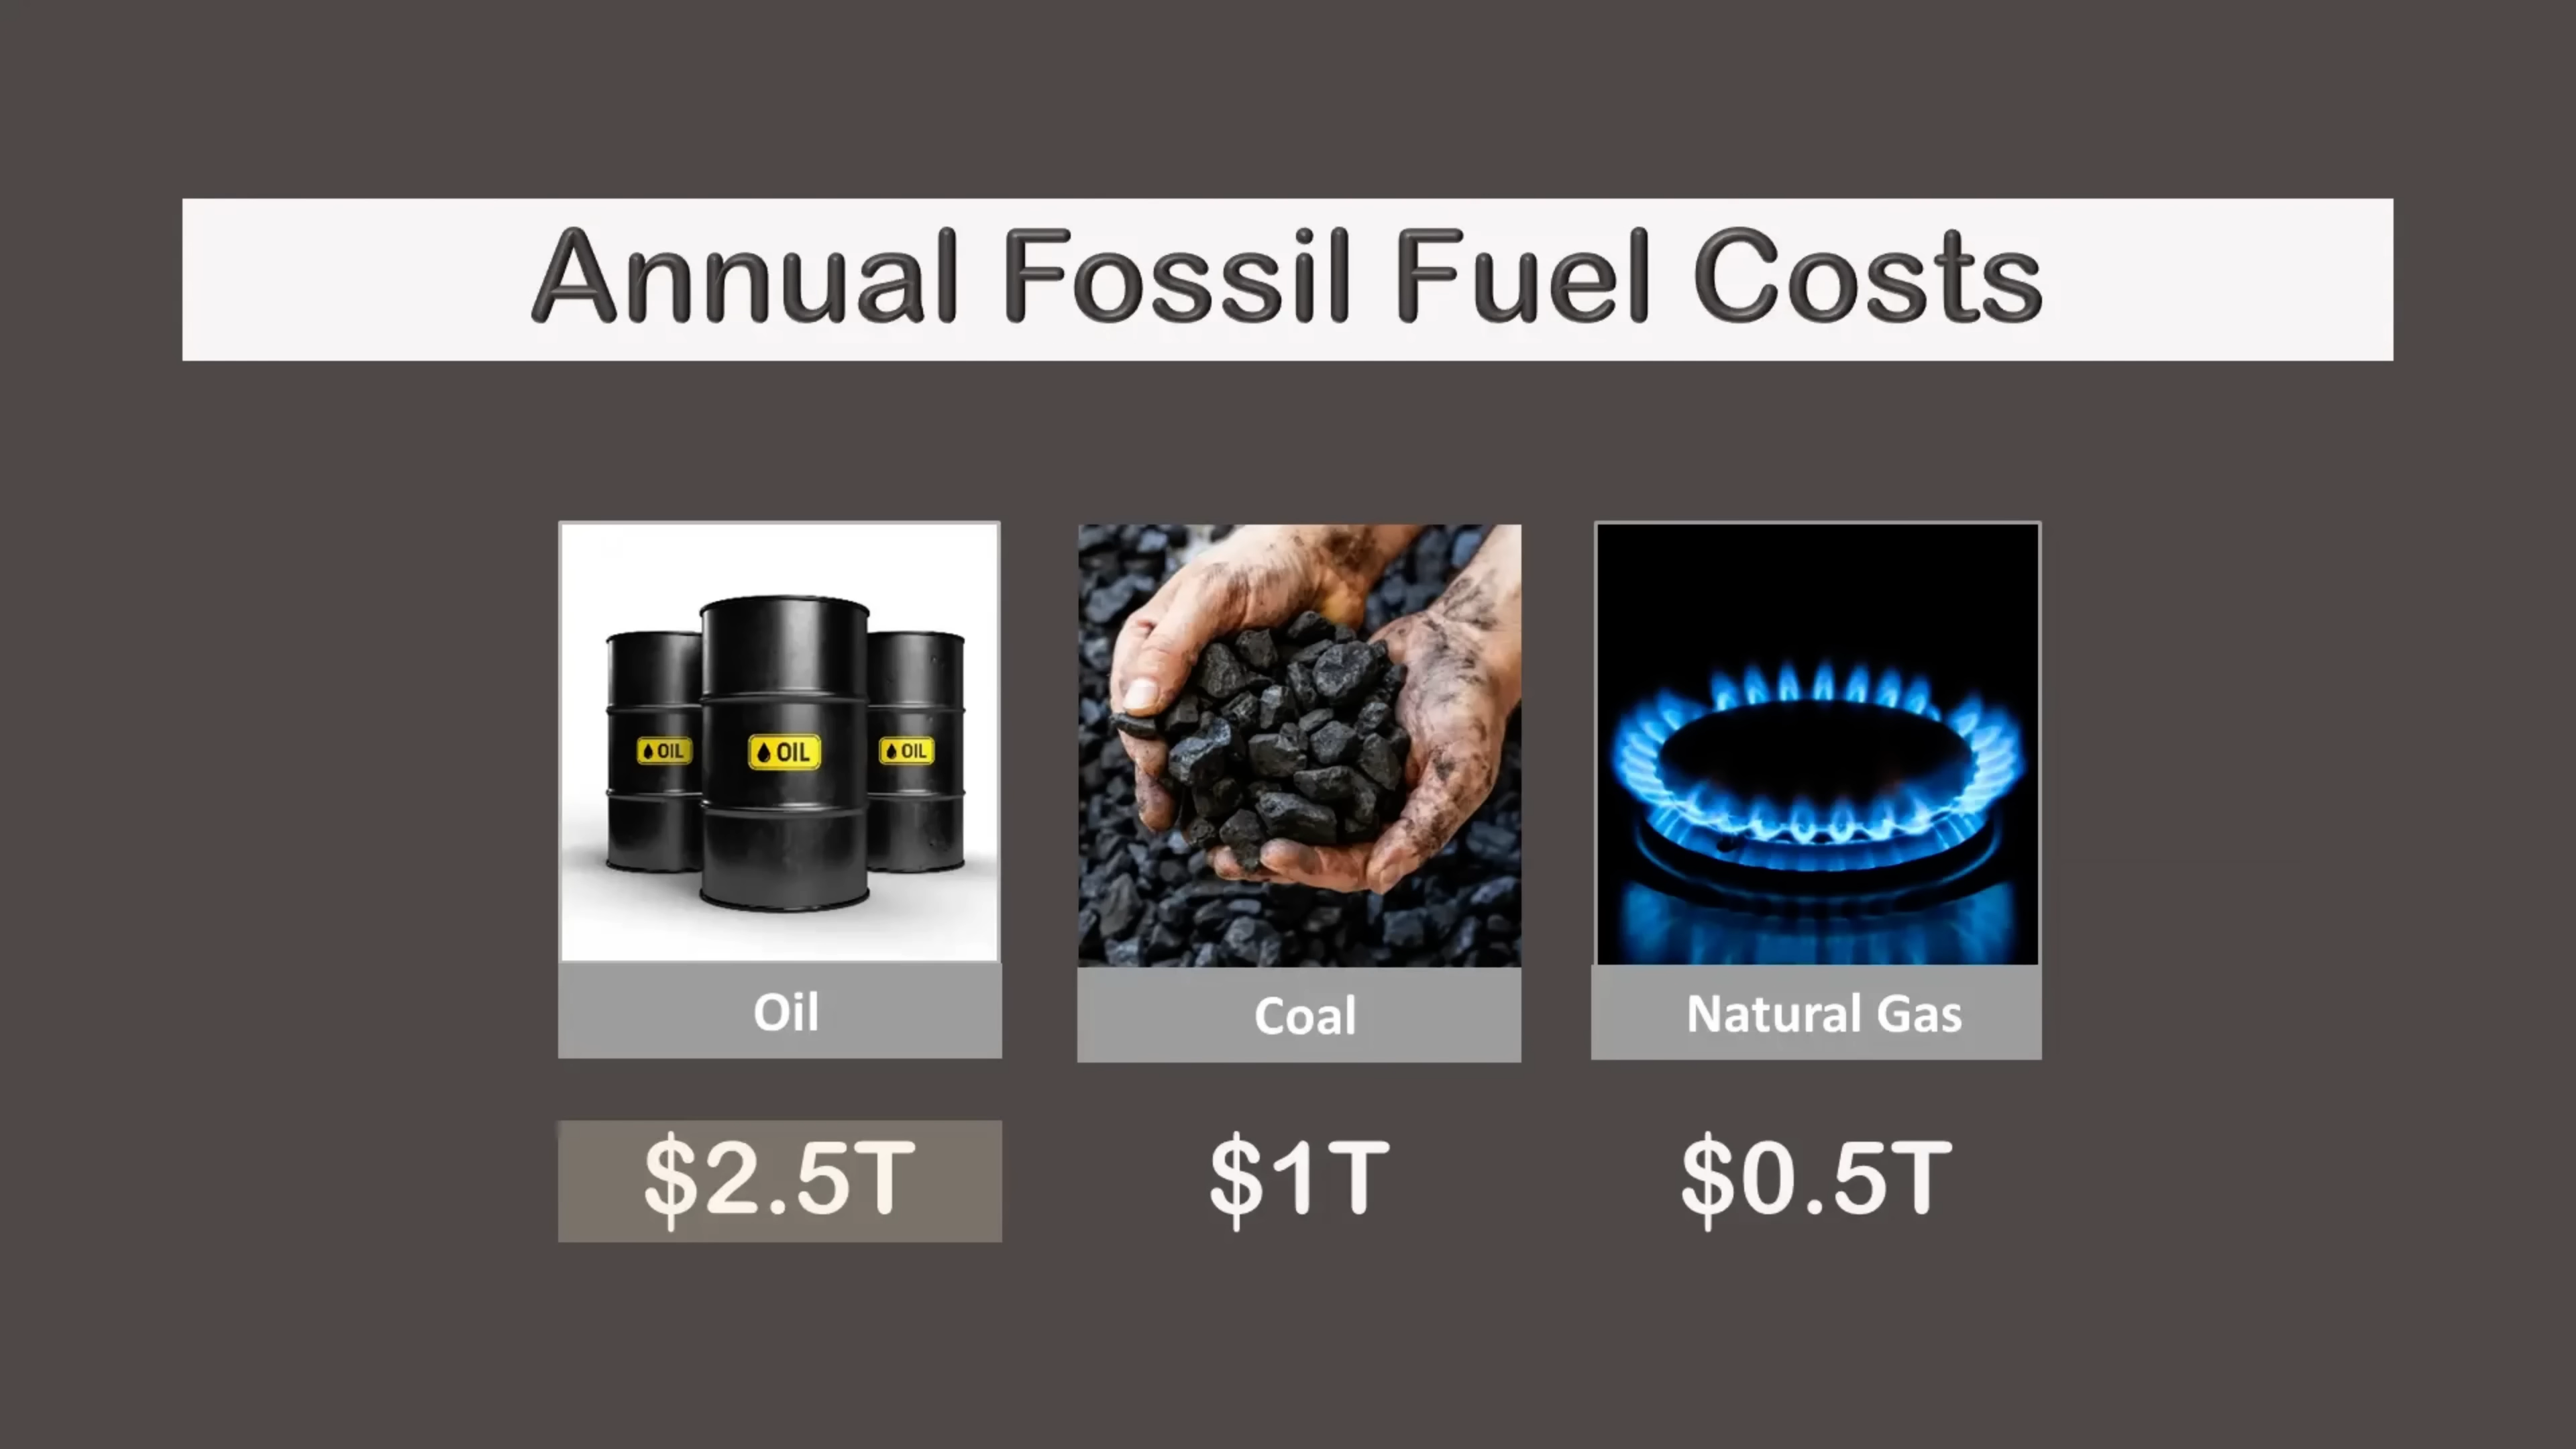 Annual Fossil Fuel Costs
OIL
OIL
OIL
Oil
Coal
Natural Gas
$2.5T
$1T
$0.5T